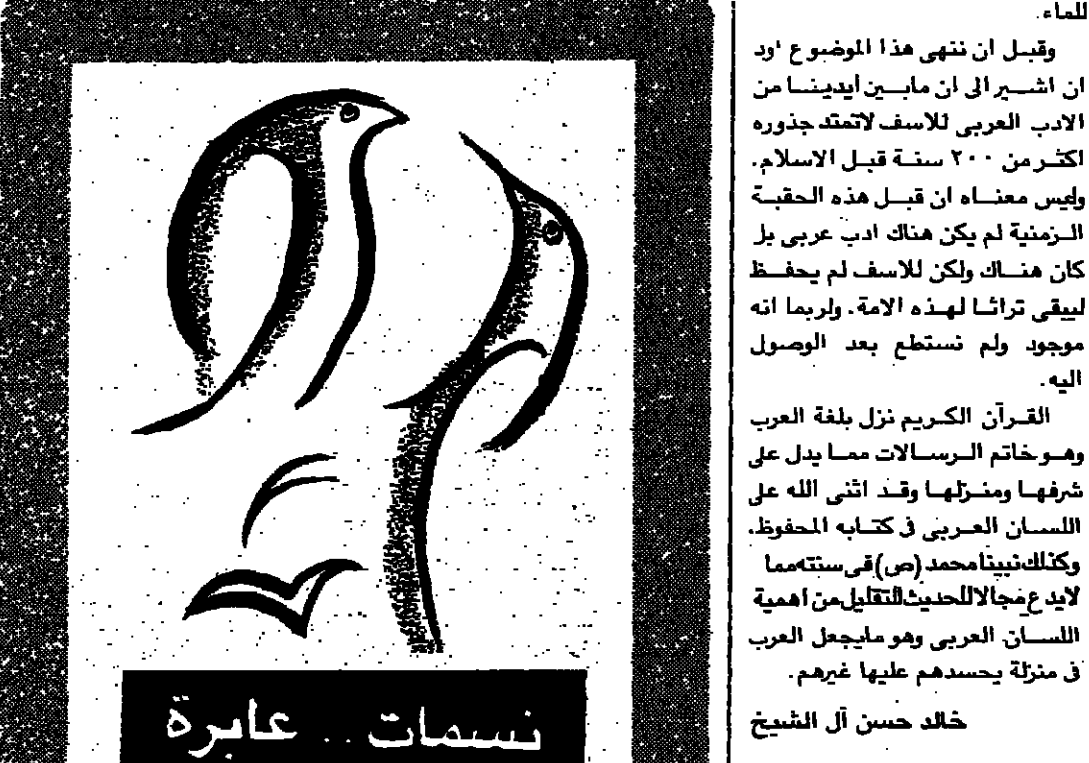 للماء.
وقبل ان ننهى هذا الموضوع اود
ان اشير الى ان مابين أيدينا من
الادب العربى للاسف لاتمتد جذوره
اكثر من ٢٠٠ سنة قبل الاسلام.
وليس معناه ان قبل هذه الحقبة
الزمنية لم يكن هناك ادب عربى بل
كان هناك ولكن للاسف لم يحفظ
ليبقى تراثا لهذه الامة. ولربما انه
موجود ولم نستطع بعد الوصول
اليه.
القرآن الكريم نزل بلغة العرب
وهو خاتم الرسالات مما يدل على
شرفها ومنزلها وقد اثنى الله على
اللسان العربى فى كتابه المحفوظ.
وكذلك نبينا محمد (ص) فى سنته مما
لايدع مجالا للحديث للتقليل من اهمية
اللسان العربى وهو مايجعل العرب
فى منزلة يحسدهم عليها غيرهم.
خالد حسن آل الشيخ
نسمات .. عابرة